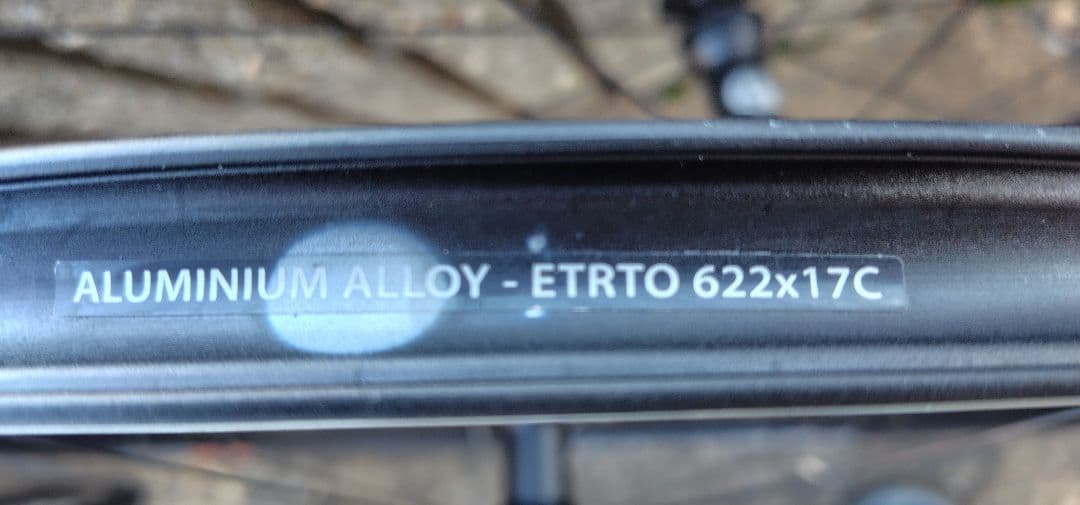 ALUMINIUM ALLOY - ETRTO 622x17C